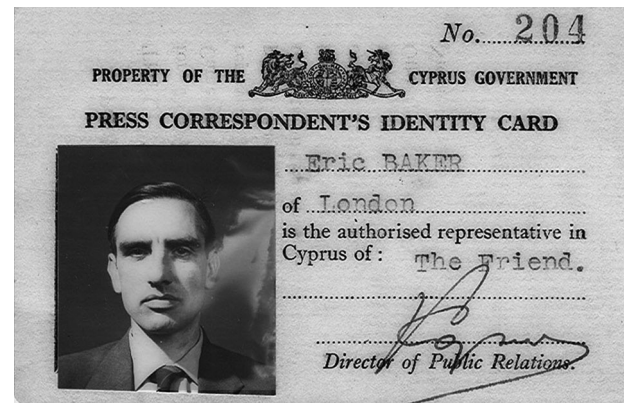 No. 204
PROPERTY OF THE CYPRUS GOVERNMENT
PRESS CORRESPONDENT'S IDENTITY CARD
Eric BAKER
of London
is the authorised representative in
Cyprus of: The Friend.
Director of Public Relations.